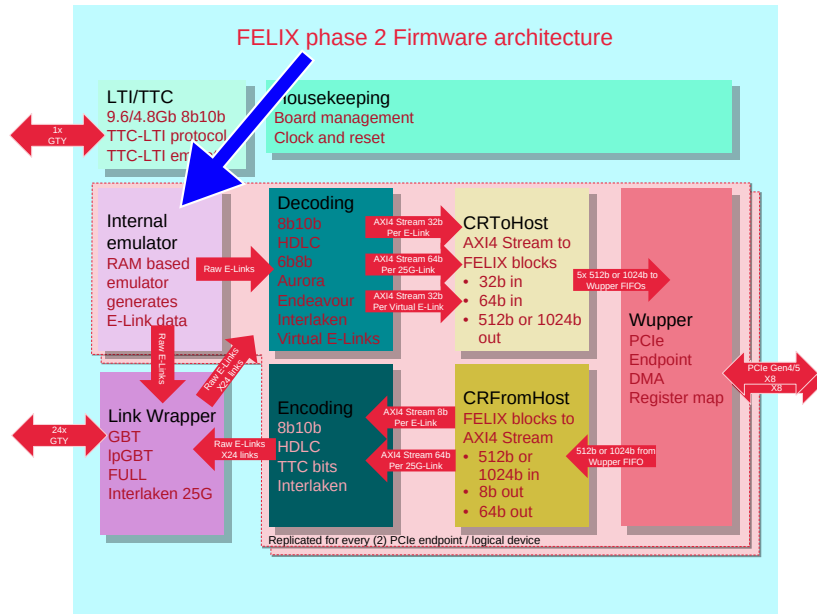 FELIX phase 2 Firmware architecture
LTI/TTC
9.6/4.8Gb 8b10b
TTC-LTI protocol
TTC-LTI
Housekeeping
Board management
Clock and reset
1x
GTY
Internal
emulator
RAM based
emulator
generates
E-Link data
Raw E-Links
Decoding
8b10b
HDLC
6b8b
Aurora
Endeavour
Interlaken
Virtual E-Links
AXI4 Stream 32b
Per E-Link
AXI4 Stream 64b
Per 25G-Link
AXI4 Stream 32b
Per Virtual E-Link
CRToHost
AXI4 Stream to
FELIX blocks
• 32b in
• 64b in
• 512b or 1024b
out
5x 512b or 1024b to
Wupper FIFOs
Wupper
PCIe
Endpoint
DMA
Register map
PCIe Gen4/5
X8
X8
Raw E-Links
Raw E-Links
X24 links
Link Wrapper
GBT
lpGBT
FULL
Interlaken 25G
24x
GTY
Raw E-Links
X24 links
Encoding
8b10b
HDLC
TTC bits
Interlaken
AXI4 Stream 8b
Per E-Link
AXI4 Stream 64b
Per 25G-Link
CRFromHost
FELIX blocks to
AXI4 Stream
• 512b or
1024b in
• 8b out
• 64b out
512b or 1024b from
Wupper FIFO
Replicated for every (2) PCIe endpoint / logical device